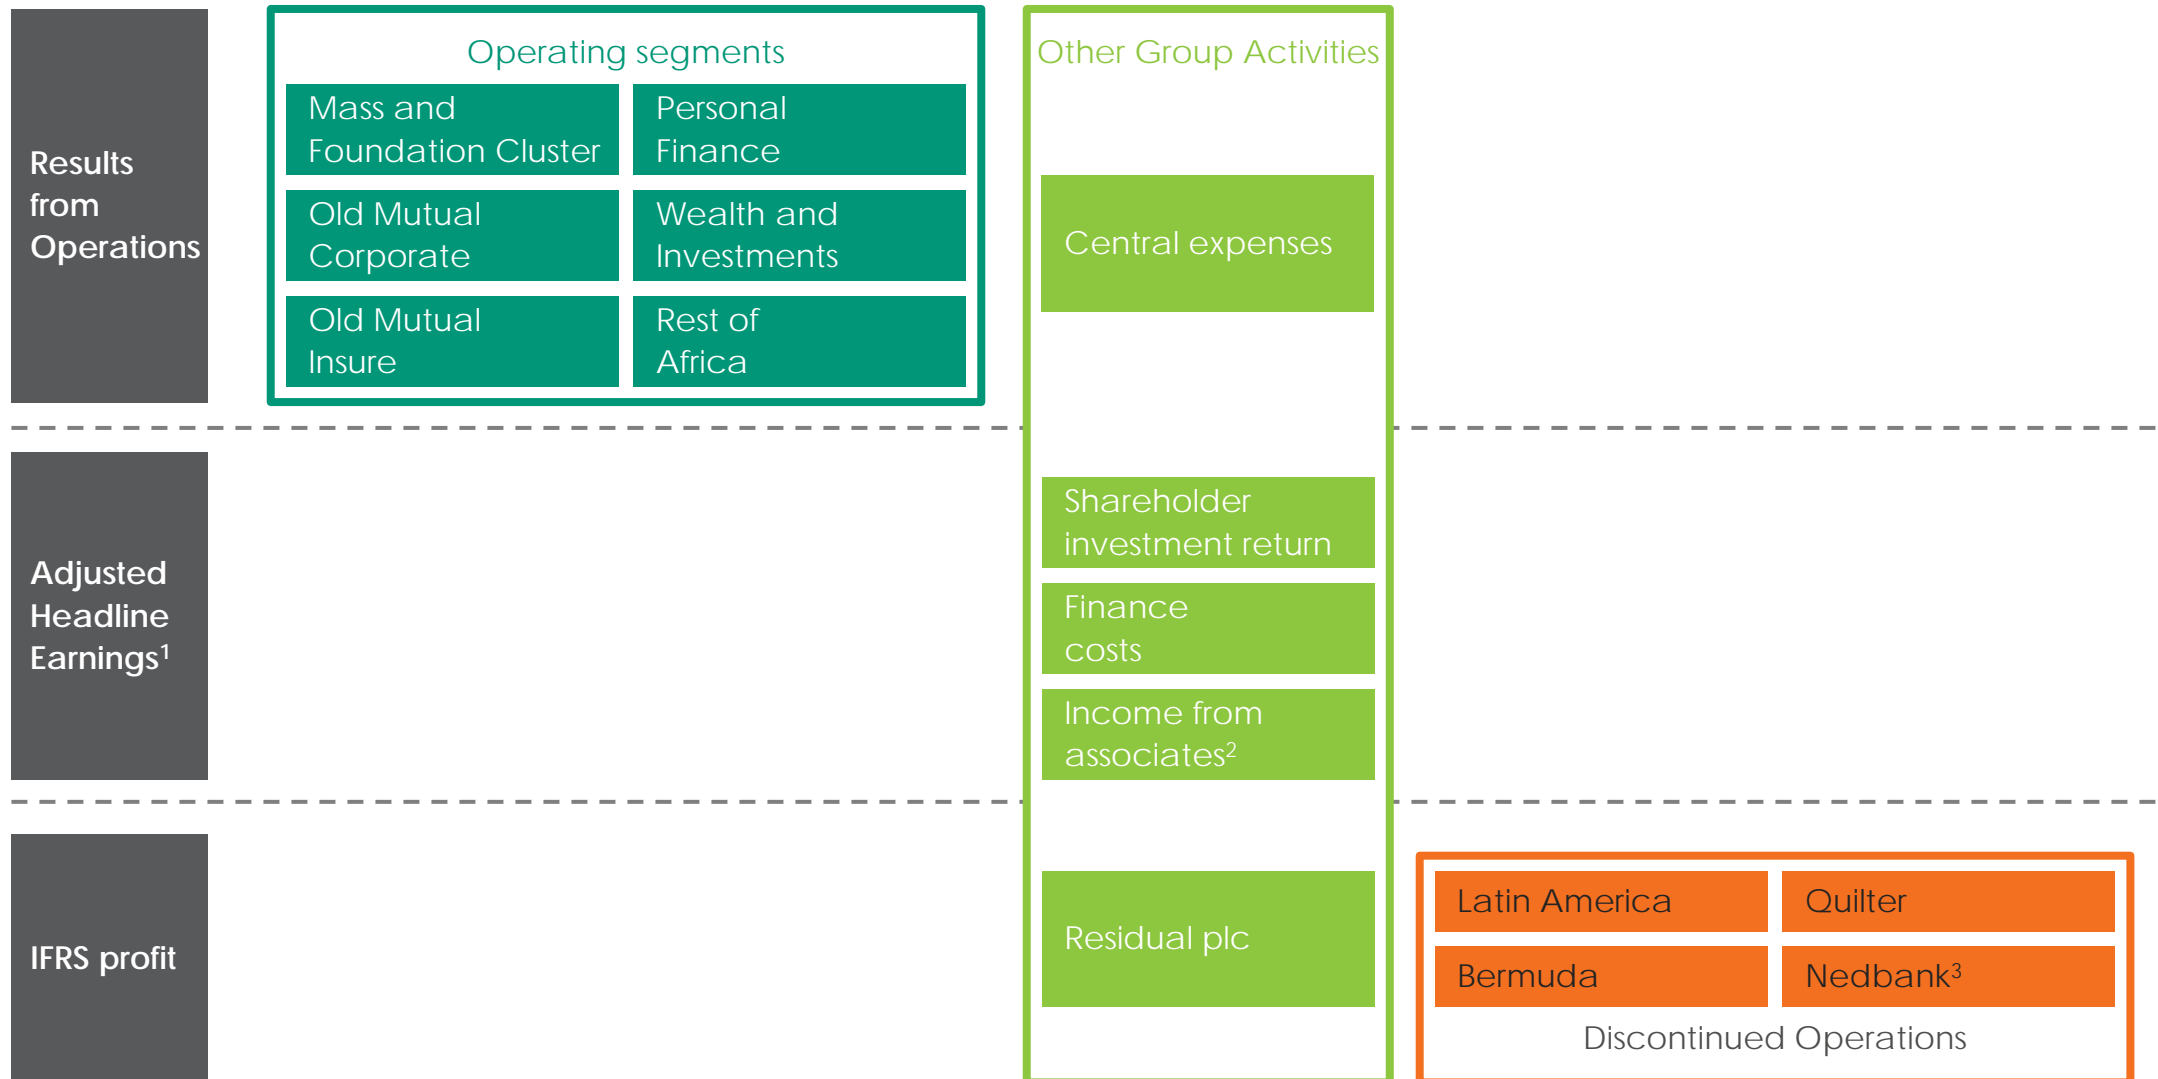 Results
from
Operations
Operating segments
Mass and
Foundation Cluster
Personal
Finance
Old Mutual
Corporate
Wealth and
Investments
Old Mutual
Insure
Rest of
Africa
Other Group Activities
Central expenses
Adjusted
Headline
Earnings¹
Shareholder
investment return
Finance
costs
Income from
associates²
IFRS profit
Residual plc
Latin America
Quilter
Bermuda
Nedbank³
Discontinued Operations